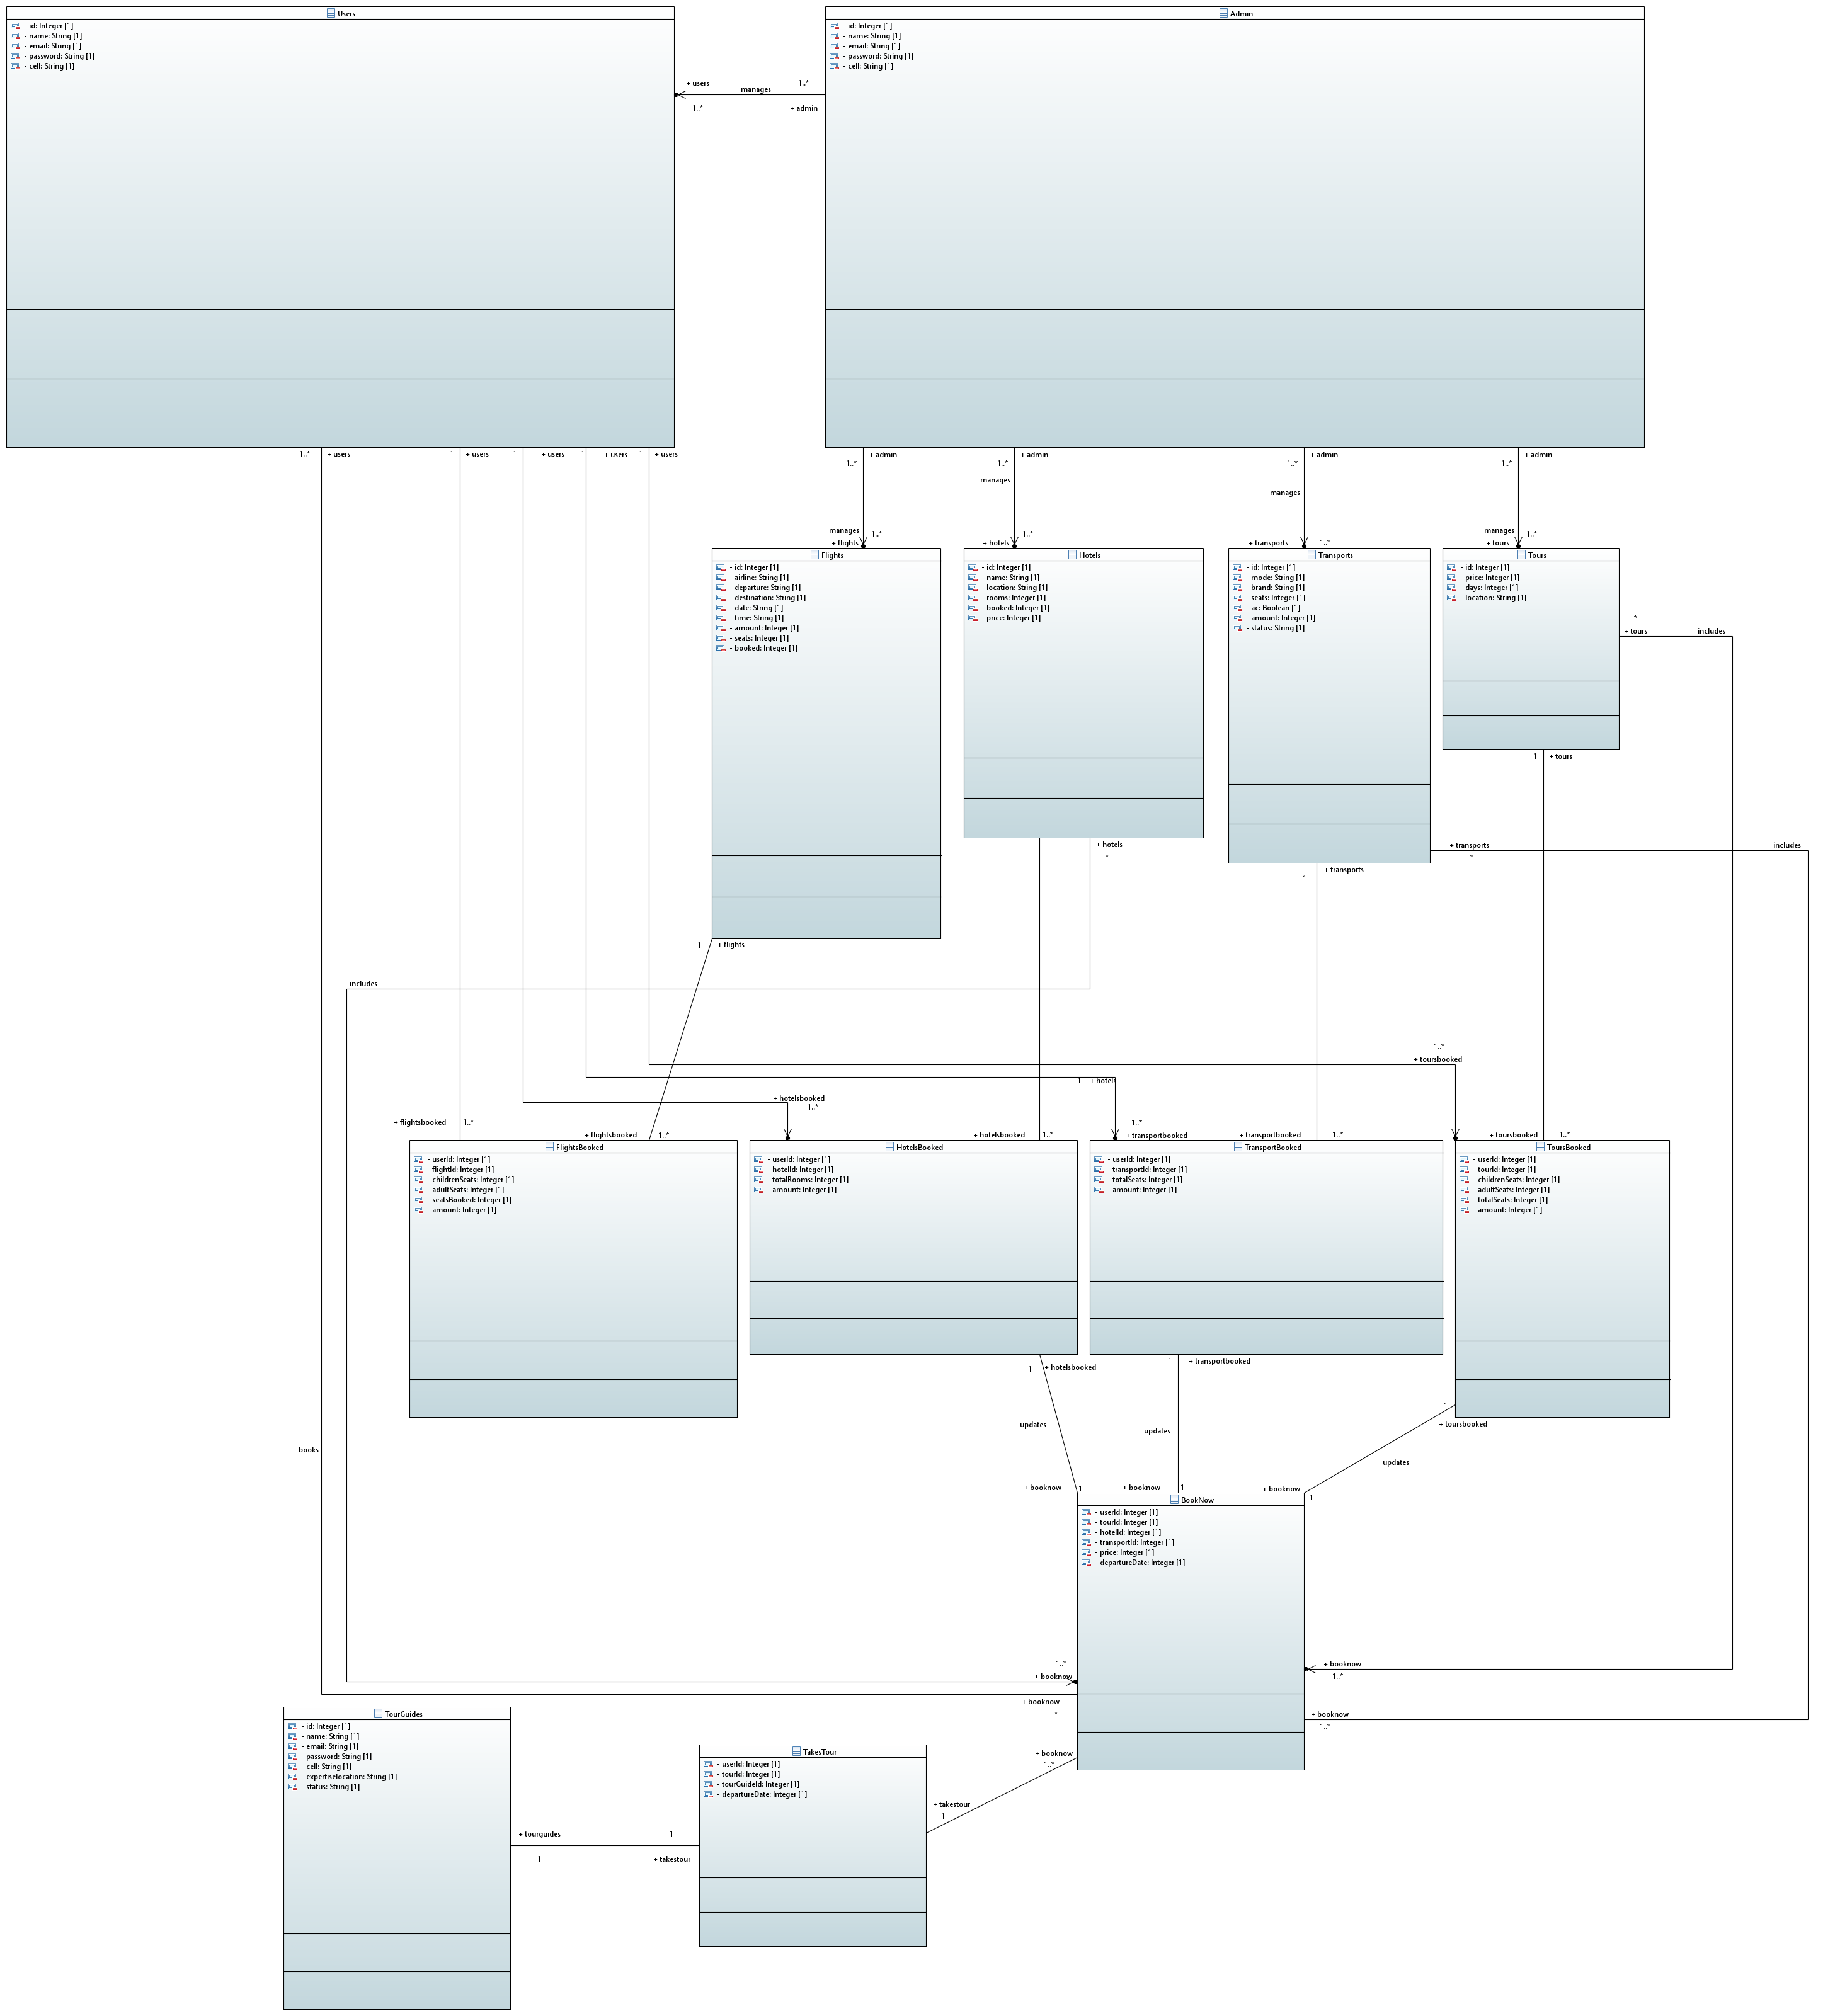 Users
- id: Integer [1]
- name: String [1]
- email: String [1]
- password: String [1]
- cell: String [1]
Admin
- id: Integer [1]
- name: String [1]
- email: String [1]
- password: String [1]
- cell: String [1]
+ users
1..*
manages
1..*
+ admin
1..*
+ users
1
+ users
1
+ users
1
+ users
1
+ users
1..*
+ admin
manages
1..*
+ flights
1..*
+ admin
manages
1..*
+ hotels
1..*
+ admin
manages
+ transports
1..*
1..*
+ admin
manages
1..*
+ tours
Flights
- id: Integer [1]
- airline: String [1]
- departure: String [1]
- destination: String [1]
- date: String [1]
- time: String [1]
- amount: Integer [1]
- seats: Integer [1]
- booked: Integer [1]
Hotels
- id: Integer [1]
- name: String [1]
- location: String [1]
- rooms: Integer [1]
- booked: Integer [1]
- price: Integer [1]
Transports
- id: Integer [1]
- mode: String [1]
- brand: String [1]
- seats: Integer [1]
- ac: Boolean [1]
- amount: Integer [1]
- status: String [1]
Tours
- id: Integer [1]
- price: Integer [1]
- days: Integer [1]
- location: String [1]
*
+ tours
includes
1
+ tours
+ hotels
*
+ transports
*
includes
1
+ transports
1
+ flights
includes
1..*
+ toursbooked
1
+ hotels
+ hotelsbooked
1..*
+ flightsbooked
1..*
+ flightsbooked
1..*
+ hotelsbooked
1..*
1..*
+ transportbooked
+ transportbooked
1..*
+ toursbooked
1..*
FlightsBooked
- userId: Integer [1]
- flightId: Integer [1]
- childrenSeats: Integer [1]
- adultSeats: Integer [1]
- seatsBooked: Integer [1]
- amount: Integer [1]
HotelsBooked
- userId: Integer [1]
- hotelId: Integer [1]
- totalRooms: Integer [1]
- amount: Integer [1]
TransportBooked
- userId: Integer [1]
- transportId: Integer [1]
- totalSeats: Integer [1]
- amount: Integer [1]
ToursBooked
- userId: Integer [1]
- tourId: Integer [1]
- childrenSeats: Integer [1]
- adultSeats: Integer [1]
- totalSeats: Integer [1]
- amount: Integer [1]
1
+ hotelsbooked
updates
+ booknow
1
1
+ transportbooked
updates
+ booknow
1
1
+ toursbooked
updates
+ booknow
1
books
BookNow
- userId: Integer [1]
- tourId: Integer [1]
- hotelId: Integer [1]
- transportId: Integer [1]
- price: Integer [1]
- departureDate: Integer [1]
1..*
+ booknow
+ booknow
1..*
+ booknow
*
+ booknow
1..*
+ booknow
1..*
+ takestour
1
TourGuides
- id: Integer [1]
- name: String [1]
- email: String [1]
- password: String [1]
- cell: String [1]
- expertiselocation: String [1]
- status: String [1]
TakesTour
- userId: Integer [1]
- tourId: Integer [1]
- tourGuideId: Integer [1]
- departureDate: Integer [1]
+ tourguides
1
1
+ takestour